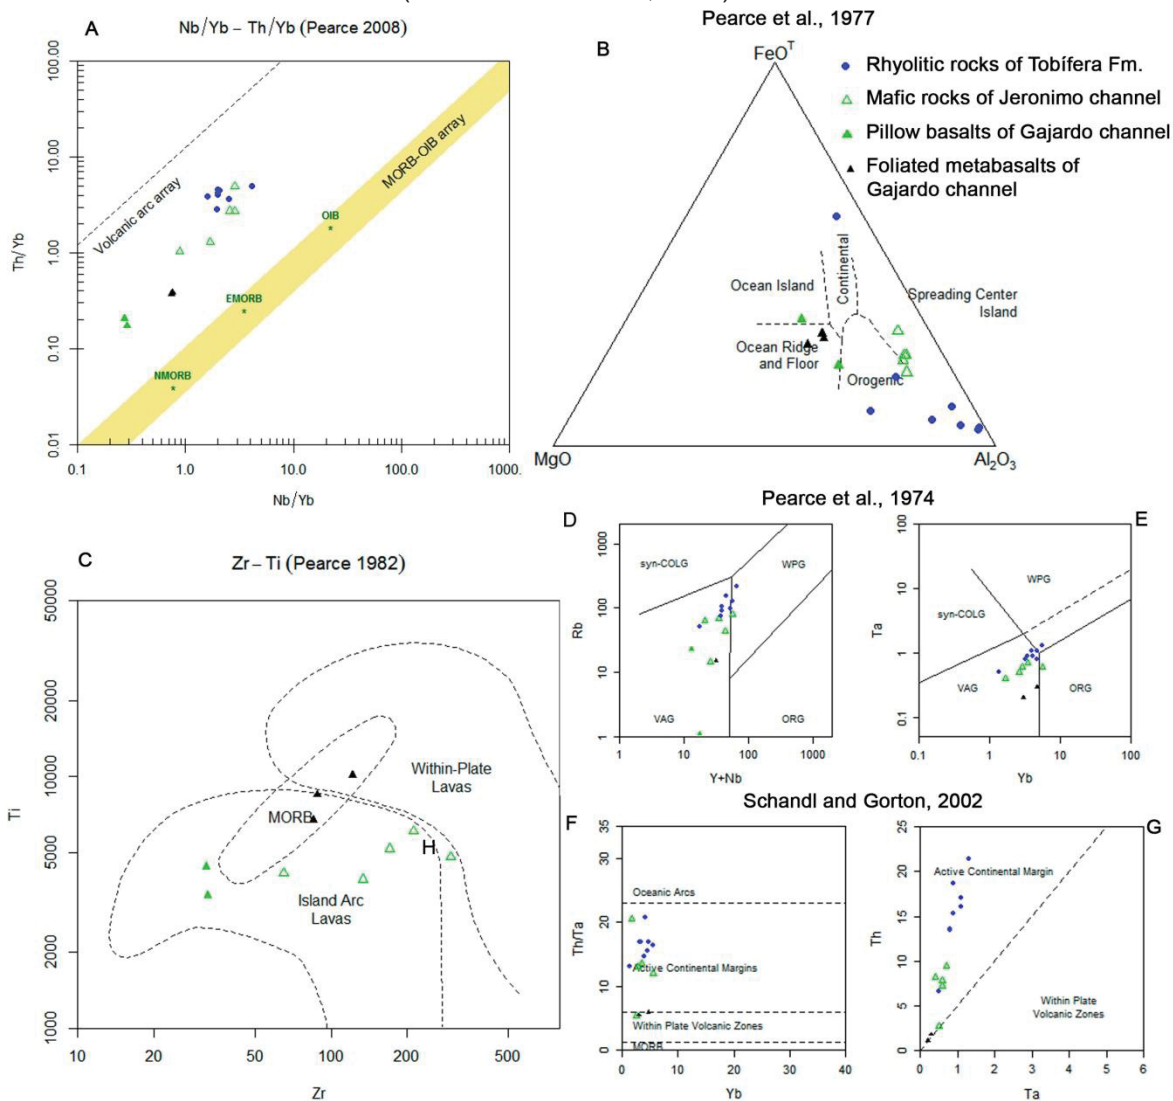 A
Nb/Yb – Th/Yb (Pearce 2008)
100.00
10.00
1.00
0.10
0.01
Th/Yb
Volcanic arc array
MORB-OIB array
OIB
EMORB
NMORB
0.1
1.0
10.0
100.0
1000.
Nb/Yb
Pearce et al., 1977
B
FeOᵀ
Rhyolitic rocks of Tobífera Fm.
Mafic rocks of Jeronimo channel
Pillow basalts of Gajardo channel
Foliated metabasalts of
Gajardo channel
Continental
Ocean Island
Spreading Center
Island
Ocean Ridge
and Floor
Orogenic
MgO
Al₂O₃
C
Zr – Ti (Pearce 1982)
50000
20000
10000
5000
2000
1000
Ti
Within-Plate
Lavas
MORB
H
Island Arc
Lavas
10
20
50
100
200
500
Zr
Pearce et al., 1974
D
1000
100
10
1
Rb
syn-COLG
WPG
VAG
ORG
1
10
100
1000
Y+Nb
E
100
10
1
0.1
Ta
WPG
syn-COLG
VAG
ORG
0.1
1
10
100
Yb
Schandl and Gorton, 2002
F
35
30
20
10
0
Th/Ta
Oceanic Arcs
Active Continental Margins
Within Plate Volcanic Zones
MORB
0
10
20
30
40
Yb
G
25
20
15
10
5
0
Th
Active Continental Margin
Within Plate
Volcanic Zones
0
1
2
3
4
5
6
Ta